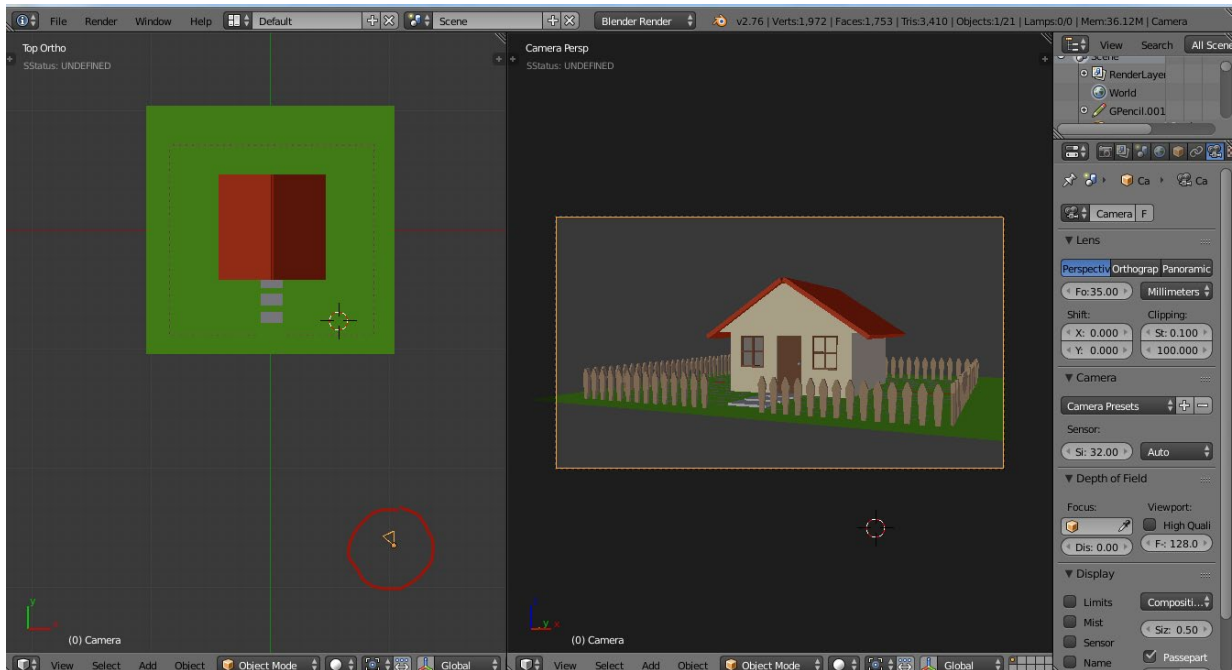 File Render Window Help Default Scene Blender Render v2.76 | Verts:1,972 | Faces:1,753 | Tris:3,410 | Objects:1/21 | Lamps:0/0 | Mem:36.12M | Camera
Top Ortho
SStatus: UNDEFINED
y
x
(0) Camera
View Select Add Object Object Mode Global
Camera Persp
SStatus: UNDEFINED
z
y x
(0) Camera
View Select Add Object Object Mode Global
View Search All Scene
Scene
RenderLaye
World
GPencil.001
Ca Ca
Camera F
Lens
Perspectiv Orthograp Panoramic
Fo:35.00 Millimeters
Shift: Clipping:
X: 0.000 St: 0.100
Y: 0.000 100.000
Camera
Camera Presets
Sensor:
Si: 32.00 Auto
Depth of Field
Focus: Viewport:
High Quali
Dis: 0.00 F-: 128.0
Display
Limits Compositi...
Mist Siz: 0.50
Sensor Passepart
Name